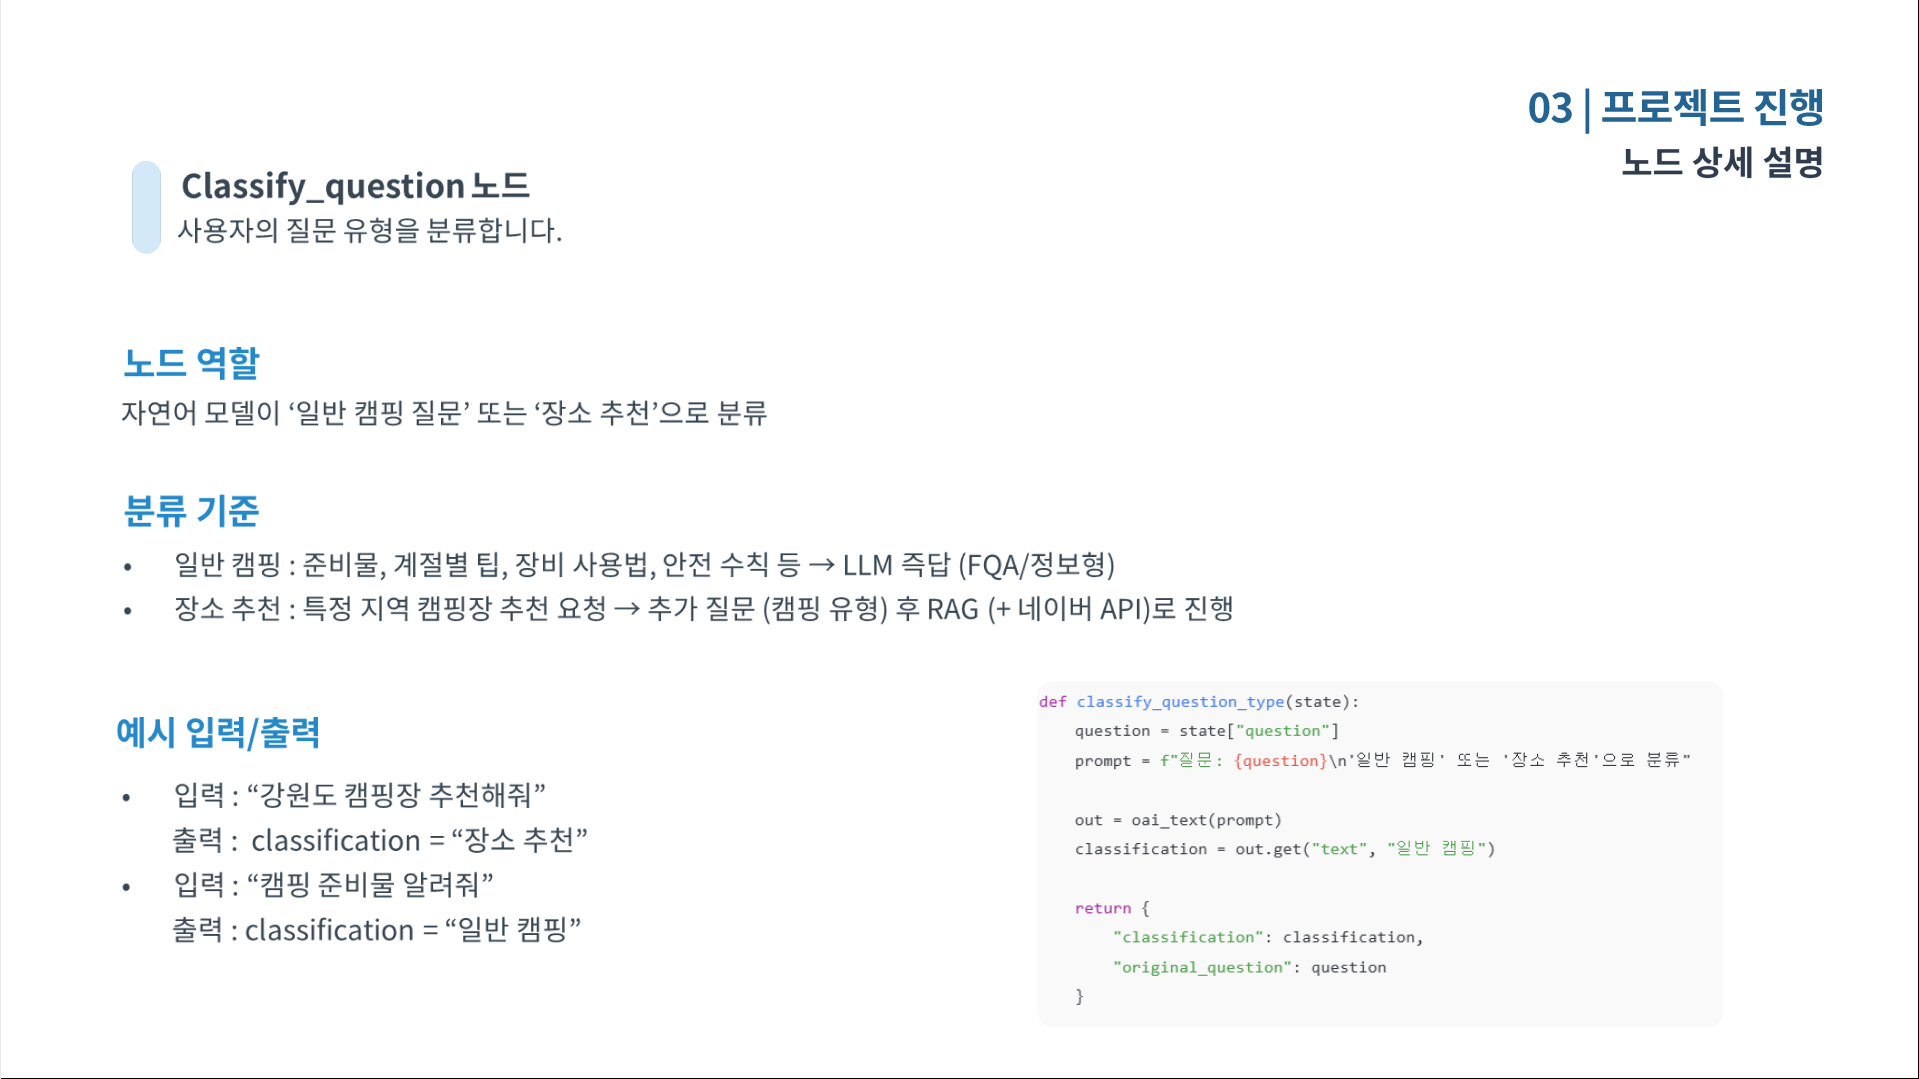 03 | 프로젝트 진행
노드 상세 설명
Classify_question 노드
사용자의 질문 유형을 분류합니다.
노드 역할
자연어 모델이 ‘일반 캠핑 질문’ 또는 ‘장소 추천’으로 분류
분류 기준
• 일반 캠핑 : 준비물, 계절별 팁, 장비 사용법, 안전 수칙 등 → LLM 즉답 (FQA/정보형)
• 장소 추천 : 특정 지역 캠핑장 추천 요청 → 추가 질문 (캠핑 유형) 후 RAG (+ 네이버 API)로 진행
예시 입력/출력
• 입력 : “강원도 캠핑장 추천해줘”
출력 : classification = “장소 추천”
• 입력 : “캠핑 준비물 알려줘”
출력 : classification = “일반 캠핑”
def classify_question_type(state):
    question = state["question"]
    prompt = f"질문: {question}\n'일반 캠핑' 또는 '장소 추천'으로 분류"
    out = oai_text(prompt)
    classification = out.get("text", "일반 캠핑")
    return {
        "classification": classification,
        "original_question": question
    }